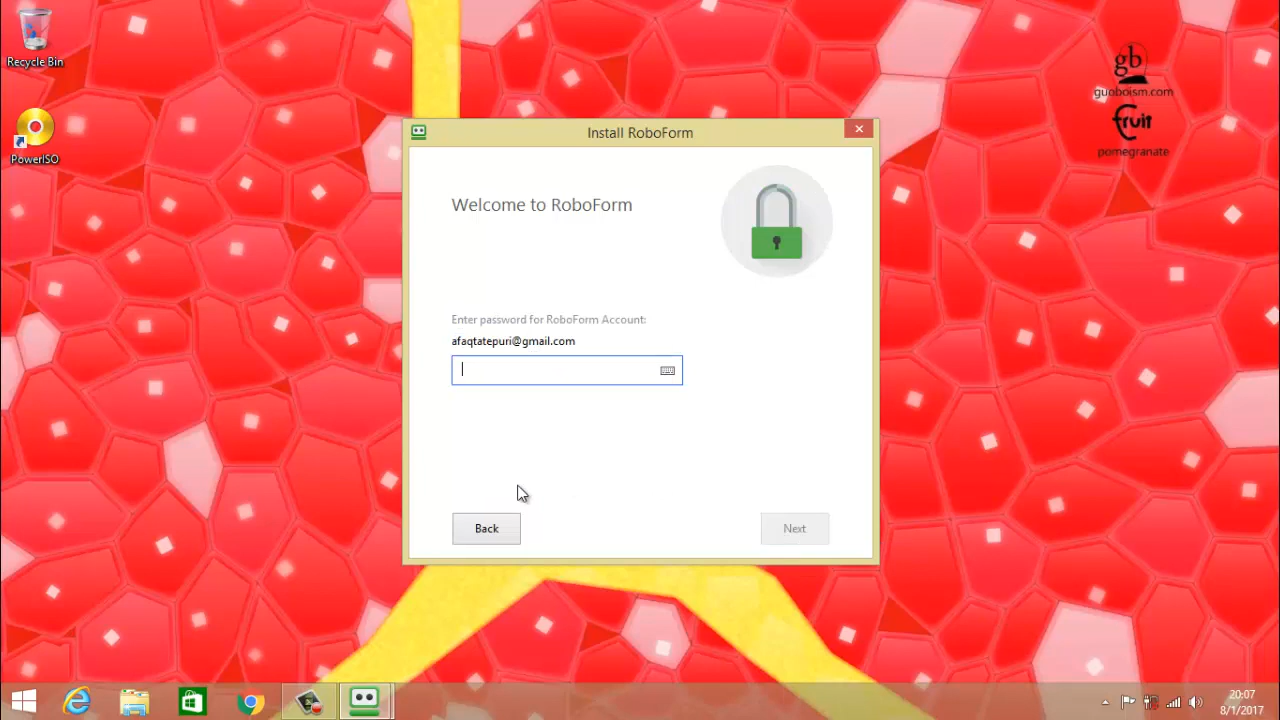 Recycle Bin
PowerISO
gb
guoboism.com
fruit
pomegranate
Install RoboForm
Welcome to RoboForm
Enter password for RoboForm Account:
afaqtatepuri@gmail.com
Back
Next
20:07
8/1/2017